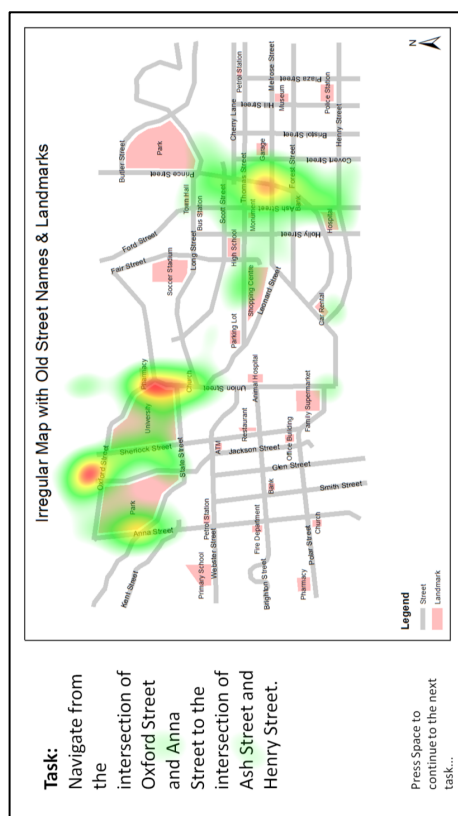 Task:
Navigate from
the
intersection of
Oxford Street
and Anna
Street to the
intersection of
Ash Street and
Henry Street.
Press Space to
continue to the next
task...
Irregular Map with Old Street Names & Landmarks
N
Butler Street
Park
Prince Street
Town Hall
Bus Station
Ford Street
Fair Street
Long Street
Soccer Stadium
Scott Street
High School
Cherry Lane
Petrol Station
Thomas Street
Melrose Street
Plaza Street
Hill Street
Museum
Garage
Police Station
Bristol Street
Covert Street
Henry Street
Forest Street
Bank
Ash Street
Monument
Hospital
Holly Street
Shopping Centre
Leonard Street
Parking Lot
Car Rental
Pharmacy
Church
Union Street
Animal Hospital
University
Oxford Street
Sherlock Street
State Street
ATM
Restaurant
Jackson Street
Family Supermarket
Office Building
Glen Street
Smith Street
Park
Anna Street
Kent Street
Petrol Station
Webster Street
Primary School
Bank
Fire Department
Brighton Street
Polar Street
Church
Pharmacy
Legend
Street
Landmark